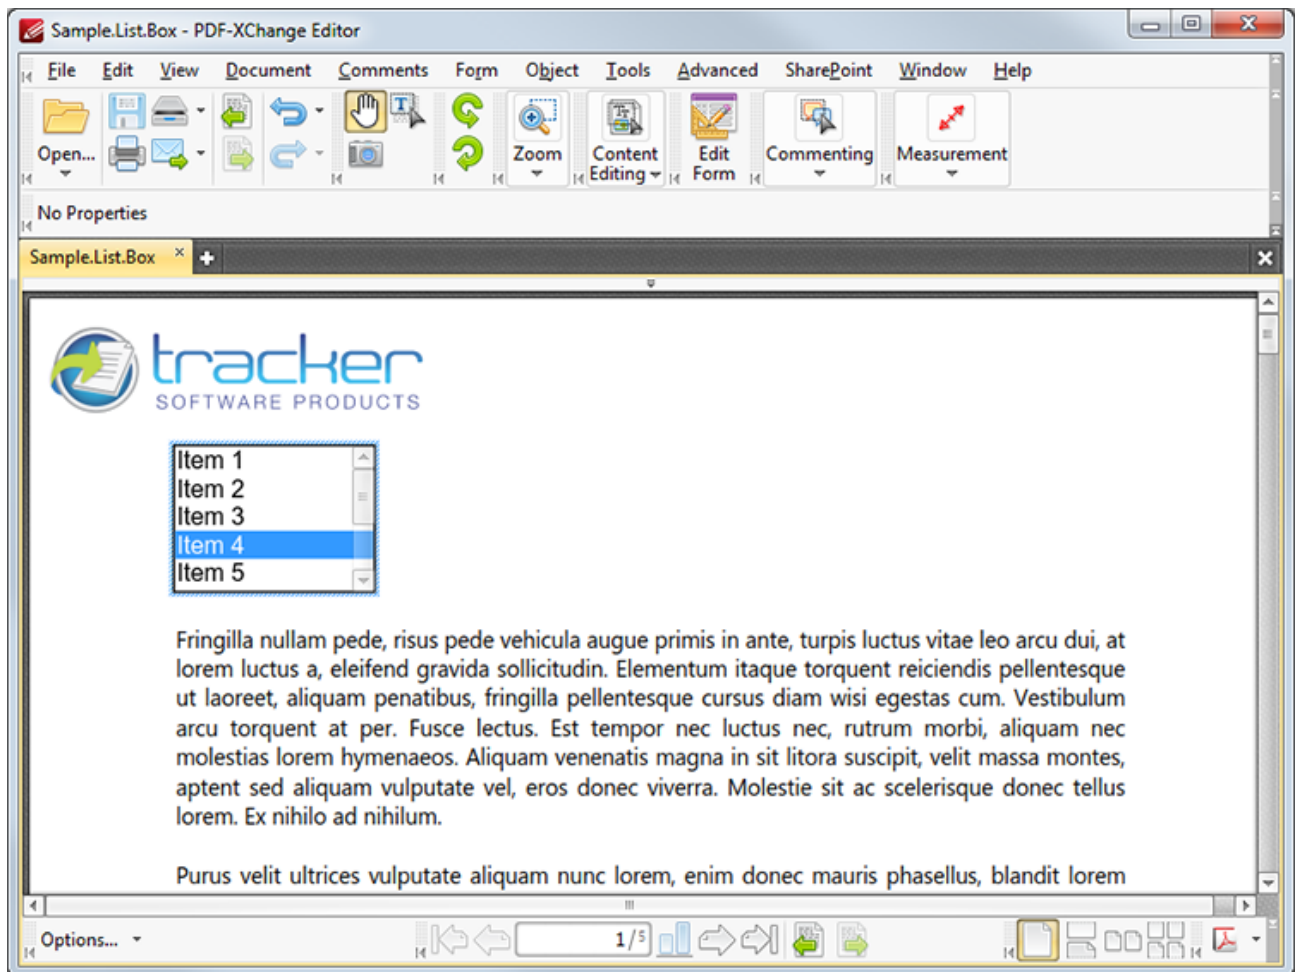 Sample.List.Box - PDF-XChange Editor
File Edit View Document Comments Form Object Tools Advanced SharePoint Window Help
Open... Zoom Content Editing Edit Form Commenting Measurement
No Properties
Sample.List.Box
tracker
SOFTWARE PRODUCTS
Item 1
Item 2
Item 3
Item 4
Item 5
Fringilla nullam pede, risus pede vehicula augue primis in ante, turpis luctus vitae leo arcu dui, at
lorem luctus a, eleifend gravida sollicitudin. Elementum itaque torquent reiciendis pellentesque
ut laoreet, aliquam penatibus, fringilla pellentesque cursus diam wisi egestas cum. Vestibulum
arcu torquent at per. Fusce lectus. Est tempor nec luctus nec, rutrum morbi, aliquam nec
molestias lorem hymenaeos. Aliquam venenatis magna in sit litora suscipit, velit massa montes,
aptent sed aliquam vulputate vel, eros donec viverra. Molestie sit ac scelerisque donec tellus
lorem. Ex nihilo ad nihilum.
Purus velit ultrices vulputate aliquam nunc lorem, enim donec mauris phasellus, blandit lorem
Options... 1/5